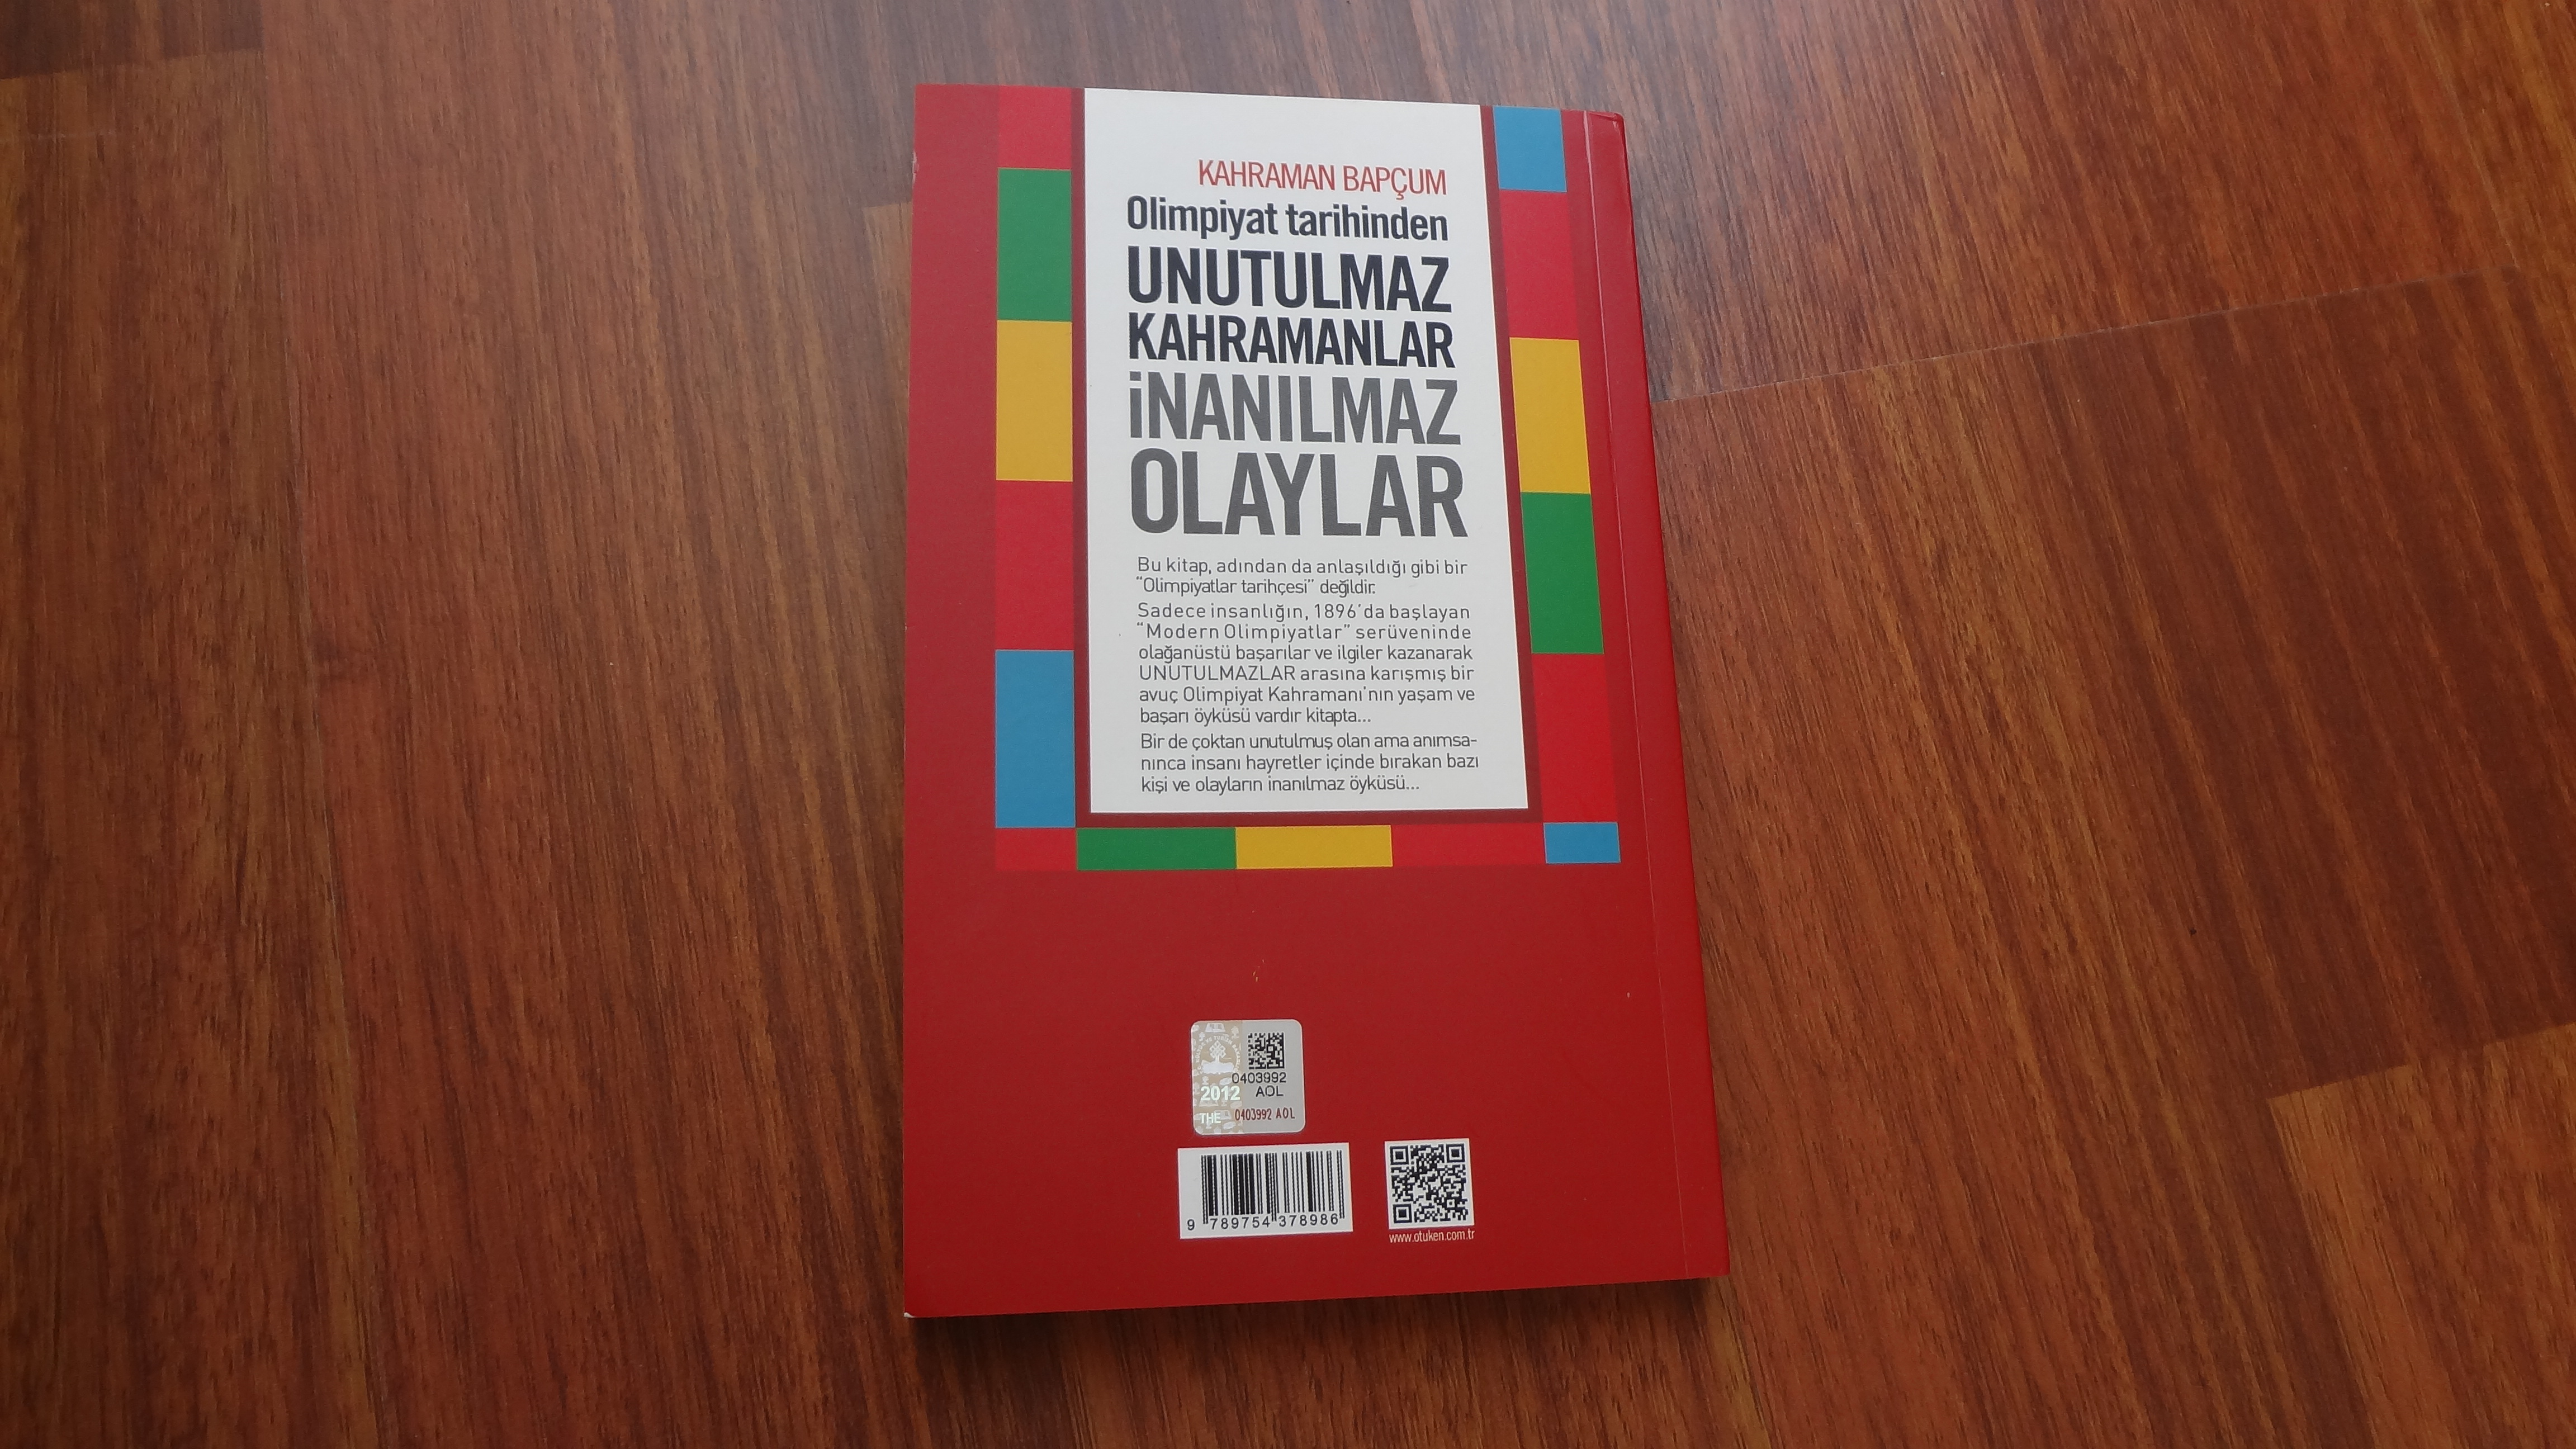 KAHRAMAN BAPÇUM
Olimpiyat tarihinden
UNUTULMAZ
KAHRAMANLAR
iNANILMAZ
OLAYLAR
Bu kitap, adından da anlaşıldığı gibi bir
“Olimpiyatlar tarihçesi” değildir.
Sadece insanlığın, 1896’da başlayan
“Modern Olimpiyatlar” serüveninde
olağanüstü başarılar ve ilgiler kazanarak
UNUTULMAZLAR arasına karışmış bir
avuç Olimpiyat Kahramanı’nın yaşam ve
başarı öyküsü vardır kitapta...
Bir de çoktan unutulmuş olan ama anımsa-
nınca insanı hayretler içinde bırakan bazı
kişi ve olayların inanılmaz öyküsü...
0403992
AOL
2012
THE
0403992 AOL
9 789754 378986
www.otuken.com.tr